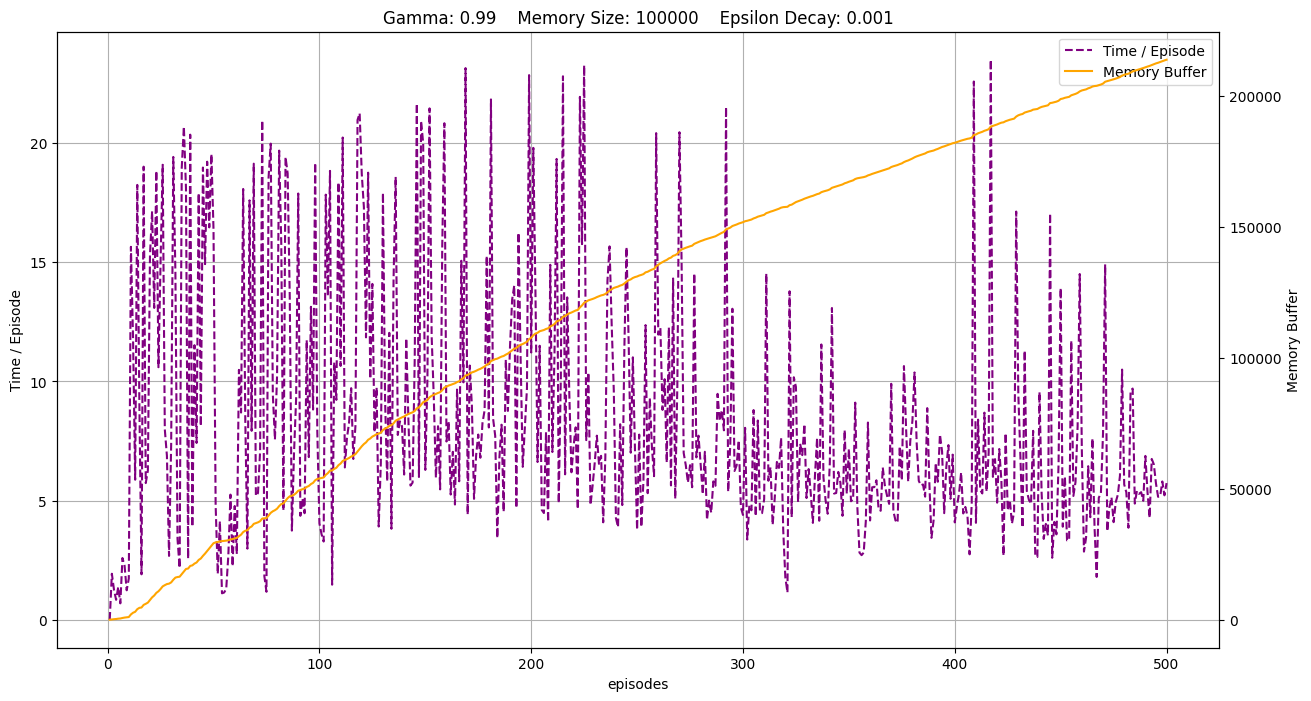 Gamma: 0.99    Memory Size: 100000    Epsilon Decay: 0.001
Time / Episode
Memory Buffer
20
15
10
5
0
Time / Episode
200000
150000
100000
50000
0
Memory Buffer
0 100 200 300 400 500
episodes